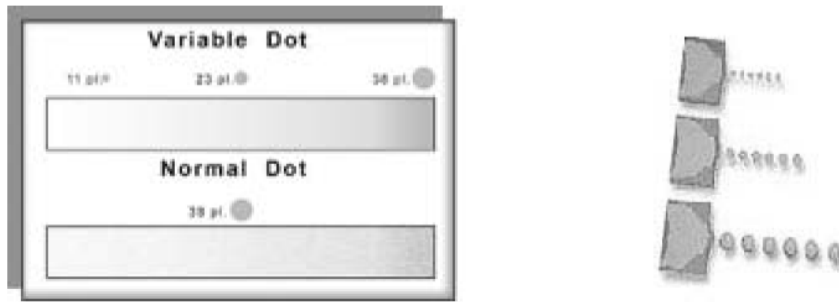 Variable Dot
11 pl. 23 pl. 38 pl.
Normal Dot
38 pl.